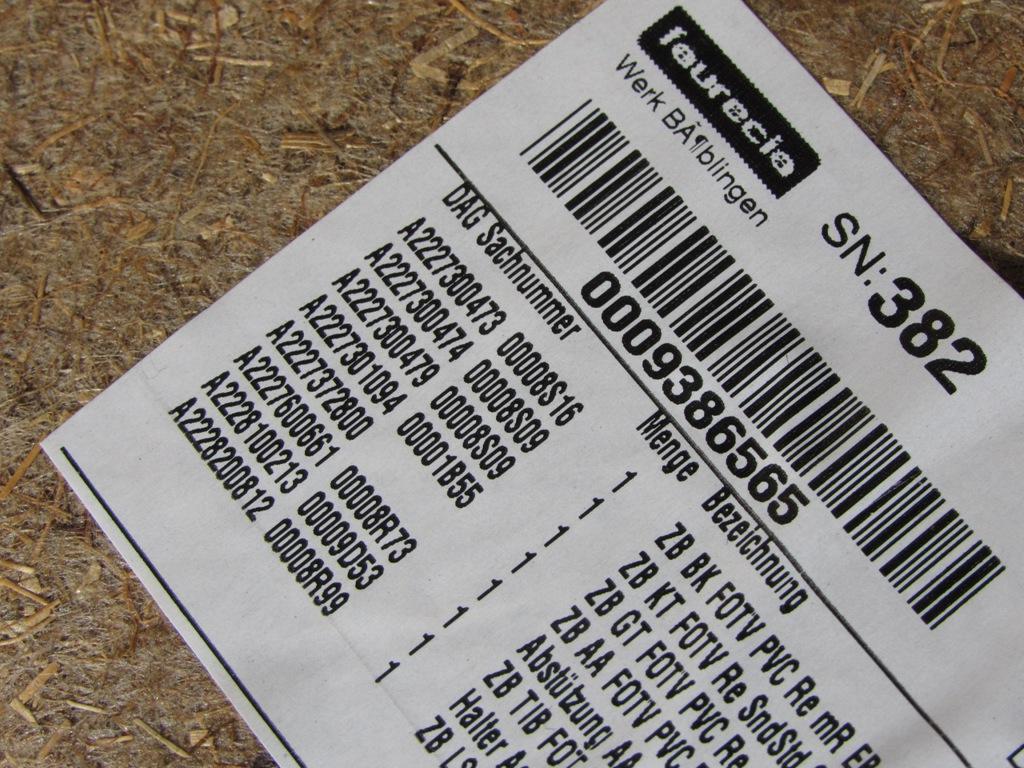 faurecia
Werk BÃ¶blingen
SN:382
0009386565
DAG Sachnummer Menge Bezeichnung
A2227300473 00008S16 1 ZB BK FOTV PVC Re mR
A2227300474 00008S09 1 ZB KT FOTV Re SndSld
A2227300479 00008S09 1 ZB GT FOTV PVC Re
A2227301094 00001B55 1 ZB AA FOTV PVC
A2227372800 1 Abstützung AA
A2227600661 00008R73 1 ZB TIB FOT
A2228100213 00009D53 1 Halter
A2228200812 00008R99 1 ZB